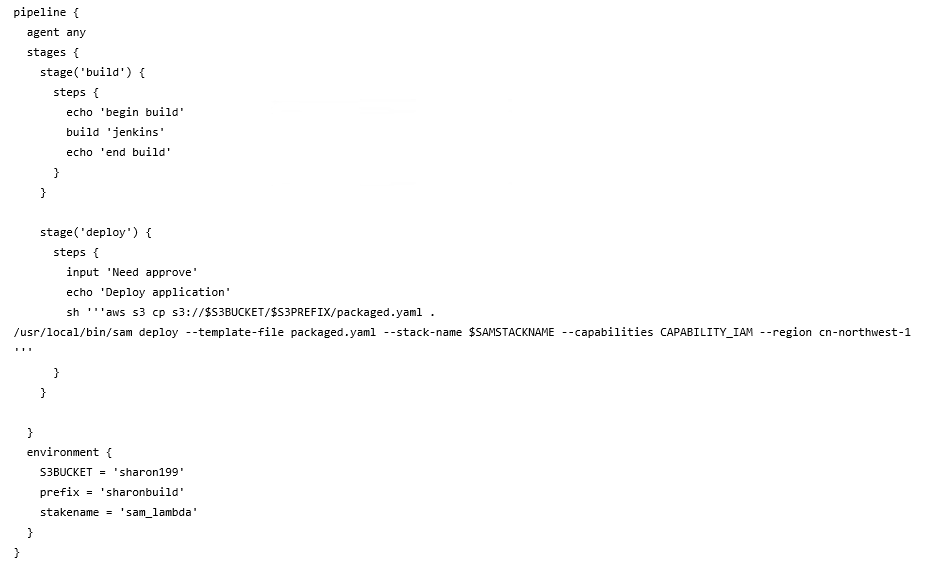 pipeline {
  agent any
  stages {
    stage('build') {
      steps {
        echo 'begin build'
        build 'jenkins'
        echo 'end build'
      }
    }

    stage('deploy') {
      steps {
        input 'Need approve'
        echo 'Deploy application'
        sh '''aws s3 cp s3://$S3BUCKET/$S3PREFIX/packaged.yaml .
/usr/local/bin/sam deploy --template-file packaged.yaml --stack-name $SAMSTACKNAME --capabilities CAPABILITY_IAM --region cn-northwest-1
'''
      }
    }

  }
  environment {
    S3BUCKET = 'sharon199'
    prefix = 'sharonbuild'
    stakename = 'sam_lambda'
  }
}